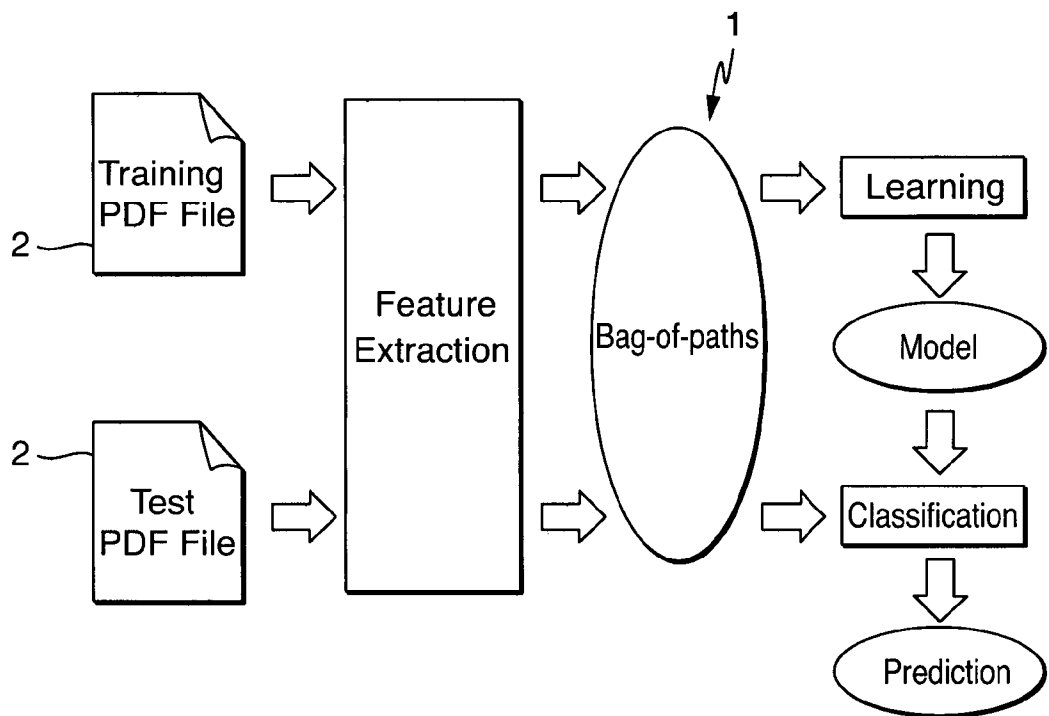 1
Training
PDF File
2
Feature
Extraction
Bag-of-paths
Learning
Model
2
Test
PDF File
Classification
Prediction